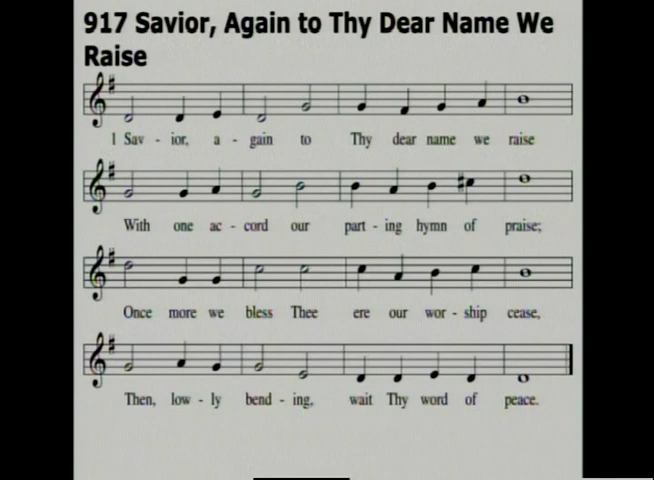 917 Savior, Again to Thy Dear Name We
Raise
1 Sav - ior, a - gain to Thy dear name we raise
With one ac - cord our part - ing hymn of praise;
Once more we bless Thee ere our wor - ship cease,
Then, low - ly bend - ing, wait Thy word of peace.